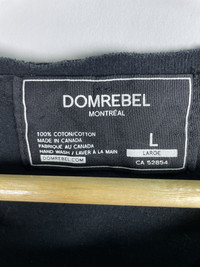 DOMREBEL
MONTRÉAL
100% COTON/COTTON
MADE IN CANADA
FABRIQUE AU CANADA
HAND WASH / LAVER À LA MAIN
DOMREBEL.COM
L
LARGE
CA 52854